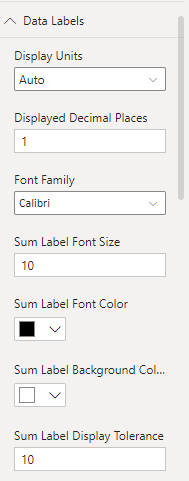 Data Labels
Display Units
Auto
Displayed Decimal Places
1
Font Family
Calibri
Sum Label Font Size
10
Sum Label Font Color
Sum Label Background Col...
Sum Label Display Tolerance
10